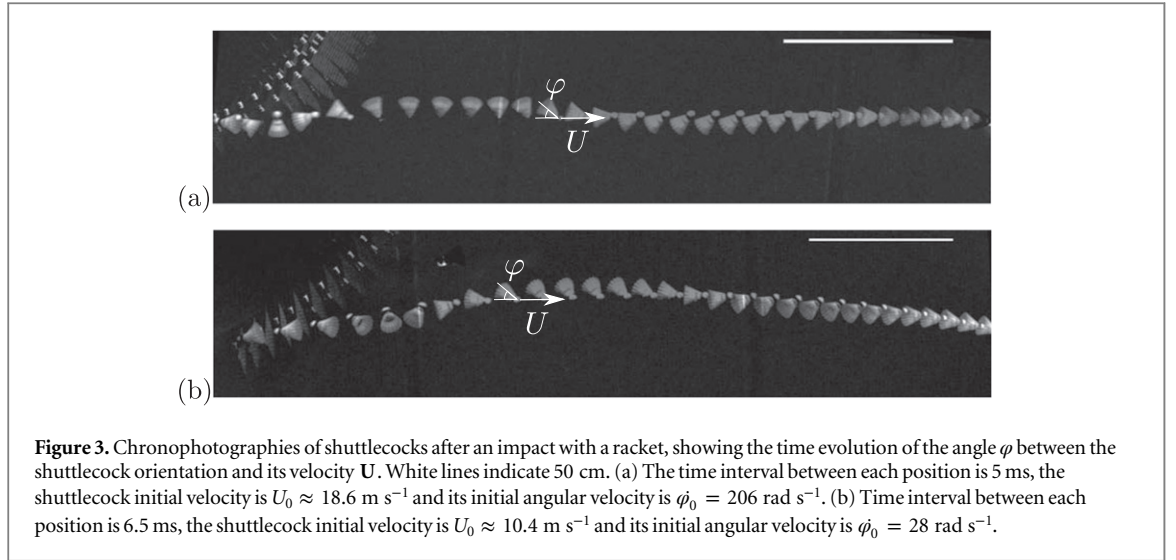 φ
U
(a)
φ
U
(b)
Figure 3. Chronophotographies of shuttlecocks after an impact with a racket, showing the time evolution of the angle φ between the
shuttlecock orientation and its velocity U. White lines indicate 50 cm. (a) The time interval between each position is 5 ms, the
shuttlecock initial velocity is U₀ ≈ 18.6 m s⁻¹ and its initial angular velocity is φ̇₀ = 206 rad s⁻¹. (b) Time interval between each
position is 6.5 ms, the shuttlecock initial velocity is U₀ ≈ 10.4 m s⁻¹ and its initial angular velocity is φ̇₀ = 28 rad s⁻¹.